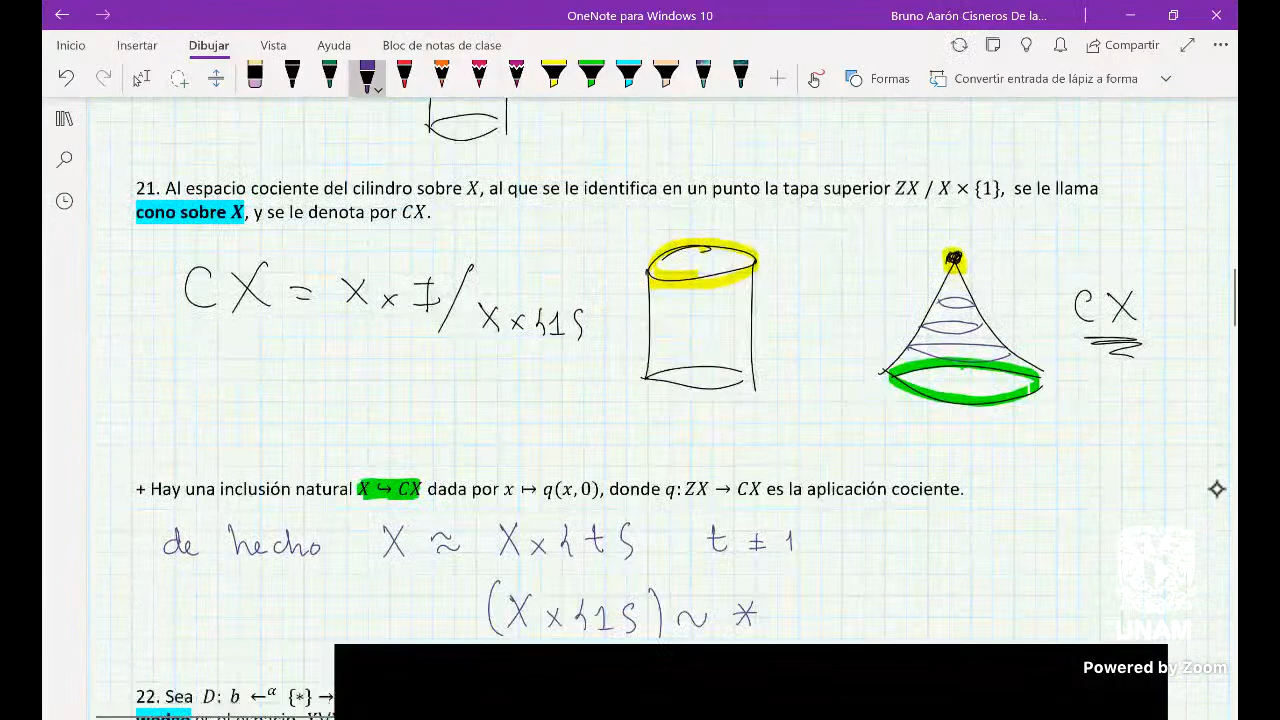 OneNote para Windows 10
Bruno Aarón Cisneros De la...
Inicio Insertar Dibujar Vista Ayuda Bloc de notas de clase
Compartir
Formas
Convertir entrada de lápiz a forma
21. Al espacio cociente del cilindro sobre X, al que se le identifica en un punto la tapa superior ZX / X × {1}, se le llama
cono sobre X, y se le denota por CX.
CX = X × I / X × {1}
CX
+ Hay una inclusión natural X ↪ CX dada por x ↦ q(x, 0), donde q: ZX → CX es la aplicación cociente.
de hecho X ≈ X × {t} t ≠ 1
(X × {1}) ~ *
UNAM
Powered by Zoom
22. Sea D: b ←ᵅ {*} →